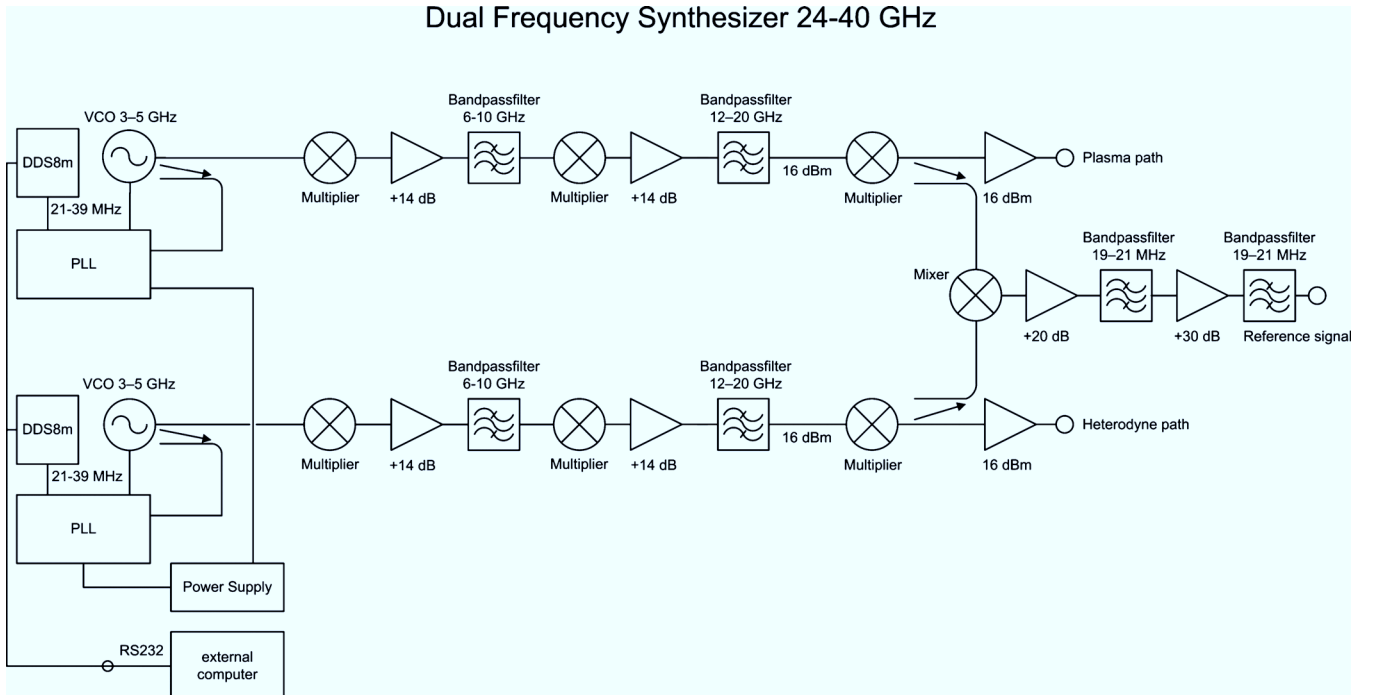 Dual Frequency Synthesizer 24-40 GHz
VCO 3–5 GHz
DDS8m
21-39 MHz
PLL
Multiplier
+14 dB
Bandpassfilter
6-10 GHz
Multiplier
+14 dB
Bandpassfilter
12–20 GHz
16 dBm
Multiplier
16 dBm
Plasma path
Mixer
+20 dB
Bandpassfilter
19–21 MHz
+30 dB
Bandpassfilter
19–21 MHz
Reference signal
VCO 3–5 GHz
DDS8m
21-39 MHz
PLL
Multiplier
+14 dB
Bandpassfilter
6-10 GHz
Multiplier
+14 dB
Bandpassfilter
12–20 GHz
16 dBm
Multiplier
16 dBm
Heterodyne path
Power Supply
RS232
external
computer